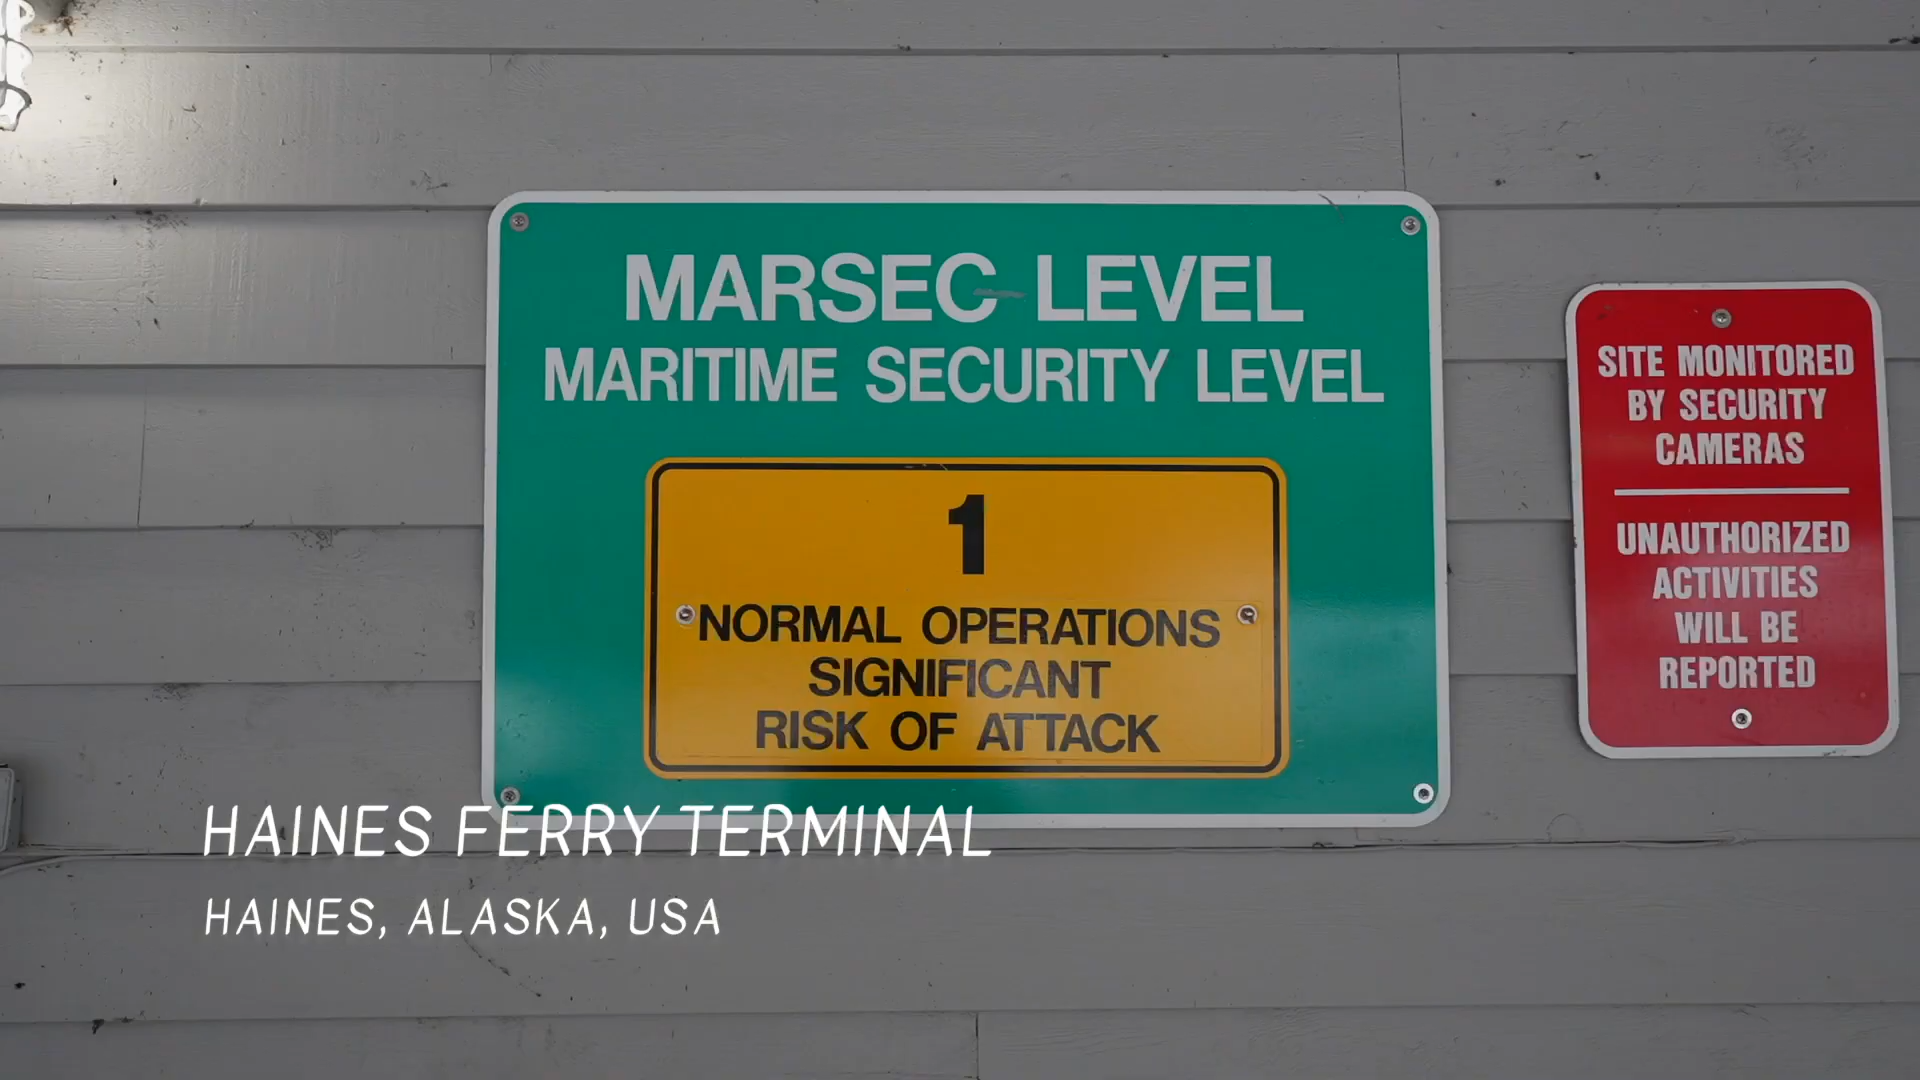 MARSEC LEVEL
MARITIME SECURITY LEVEL
1
NORMAL OPERATIONS
SIGNIFICANT
RISK OF ATTACK
SITE MONITORED
BY SECURITY
CAMERAS
UNAUTHORIZED
ACTIVITIES
WILL BE
REPORTED
HAINES FERRY TERMINAL
HAINES, ALASKA, USA